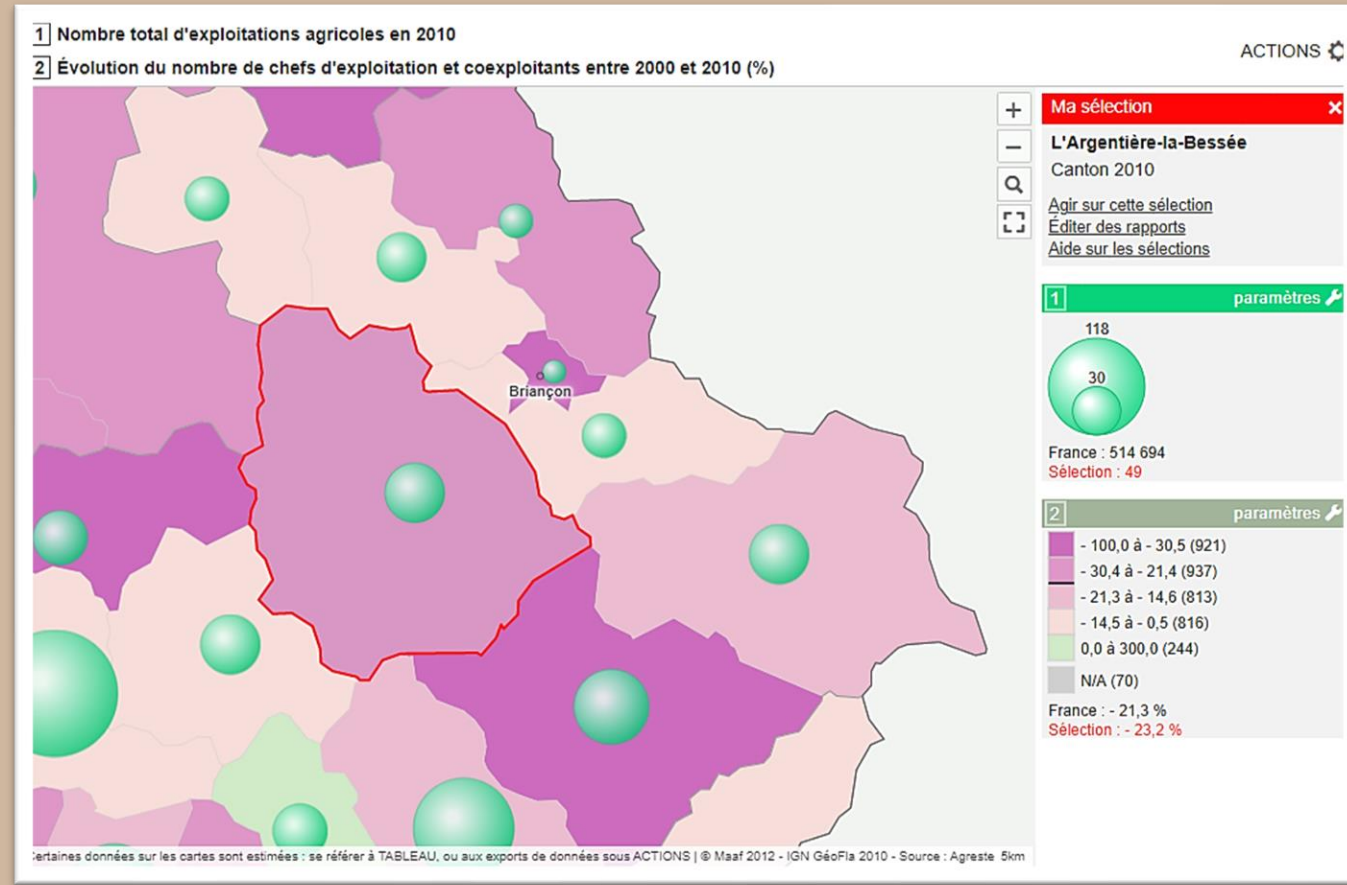 1 Nombre total d'exploitations agricoles en 2010
2 Évolution du nombre de chefs d'exploitation et coexploitants entre 2000 et 2010 (%)
ACTIONS
+
−
Briançon
Ma sélection ×
L'Argentière-la-Bessée
Canton 2010
Agir sur cette sélection
Éditer des rapports
Aide sur les sélections
1 paramètres
118
30
France : 514 694
Sélection : 49
2 paramètres
- 100,0 à - 30,5 (921)
- 30,4 à - 21,4 (937)
- 21,3 à - 14,6 (813)
- 14,5 à - 0,5 (816)
0,0 à 300,0 (244)
N/A (70)
France : - 21,3 %
Sélection : - 23,2 %
Certaines données sur les cartes sont estimées : se référer à TABLEAU, ou aux exports de données sous ACTIONS | © Maaf 2012 - IGN GéoFla 2010 - Source : Agreste 5km